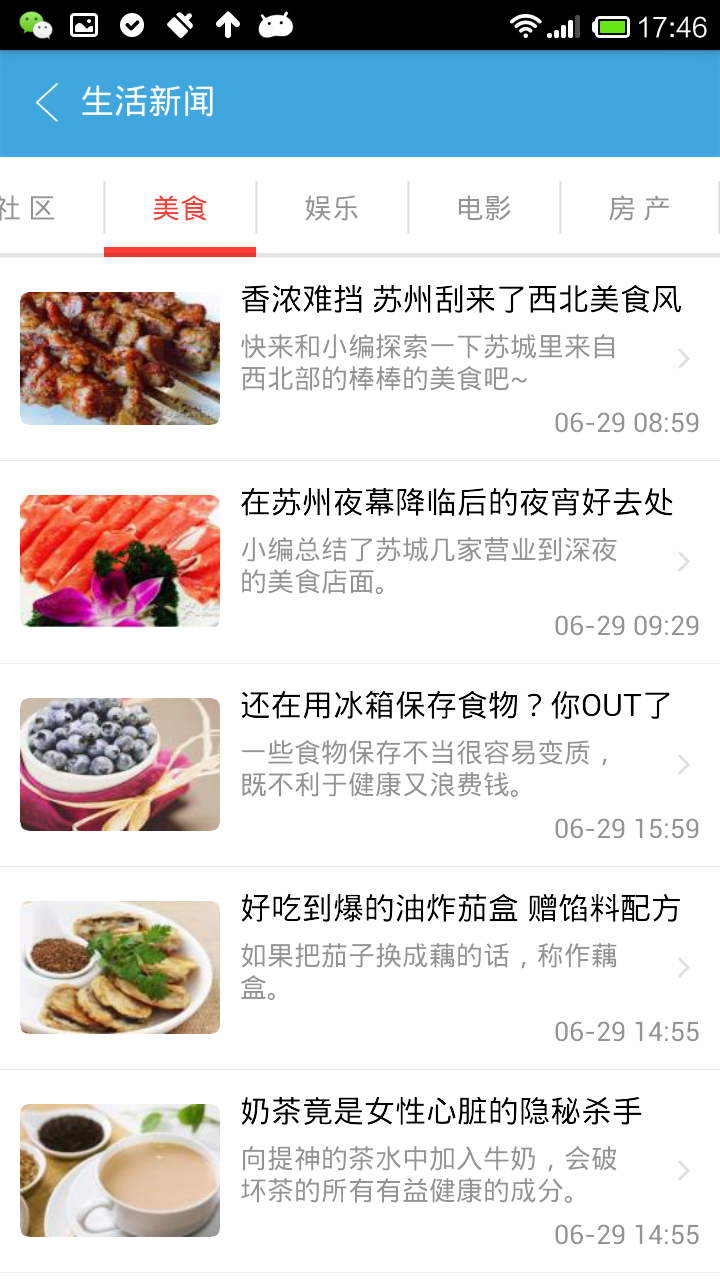 17:46
生活新闻
社区
美食
娱乐
电影
房产
香浓难挡 苏州刮来了西北美食风
快来和小编探索一下苏城里来自
西北部的棒棒的美食吧~
06-29 08:59
在苏州夜幕降临后的夜宵好去处
小编总结了苏城几家营业到深夜
的美食店面。
06-29 09:29
还在用冰箱保存食物？你OUT了
一些食物保存不当很容易变质，
既不利于健康又浪费钱。
06-29 15:59
好吃到爆的油炸茄盒 赠馅料配方
如果把茄子换成藕的话，称作藕
盒。
06-29 14:55
奶茶竟是女性心脏的隐秘杀手
向提神的茶水中加入牛奶，会破
坏茶的所有有益健康的成分。
06-29 14:55